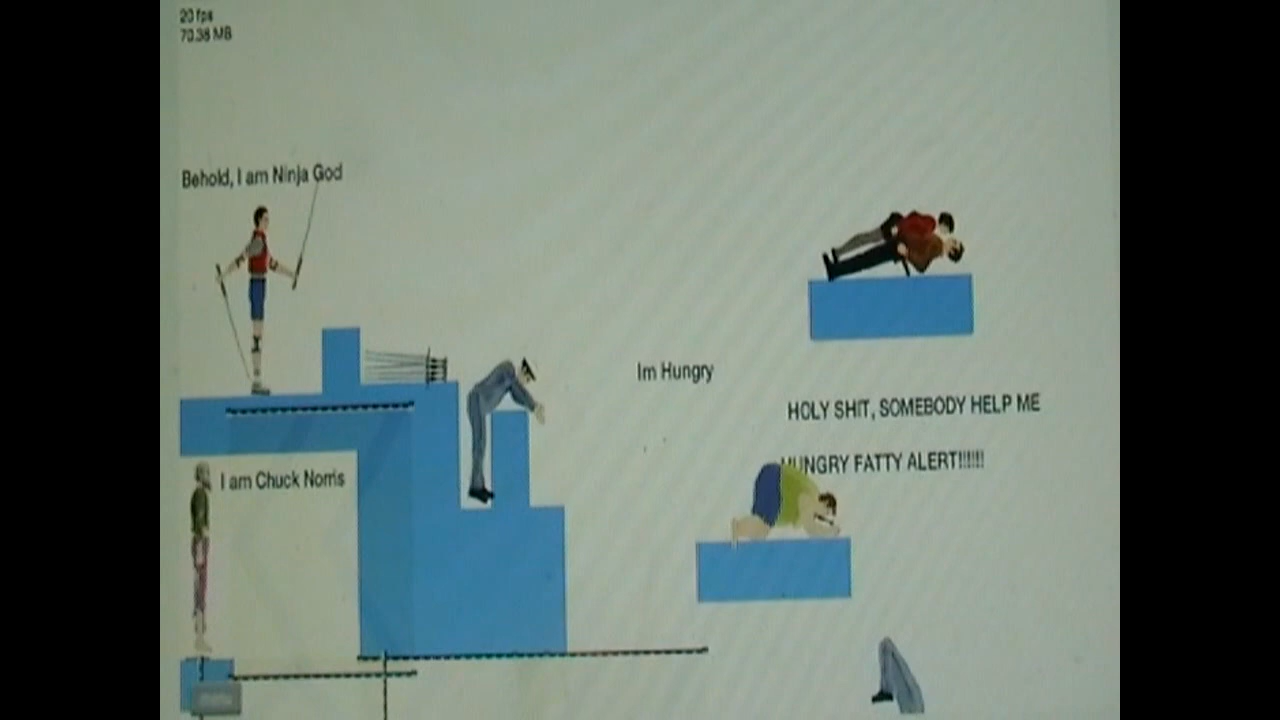 20 fps
70.38 MB
Behold, I am Ninja God
Im Hungry
HOLY SHIT, SOMEBODY HELP ME
HUNGRY FATTY ALERT!!!!!!
I am Chuck Norris